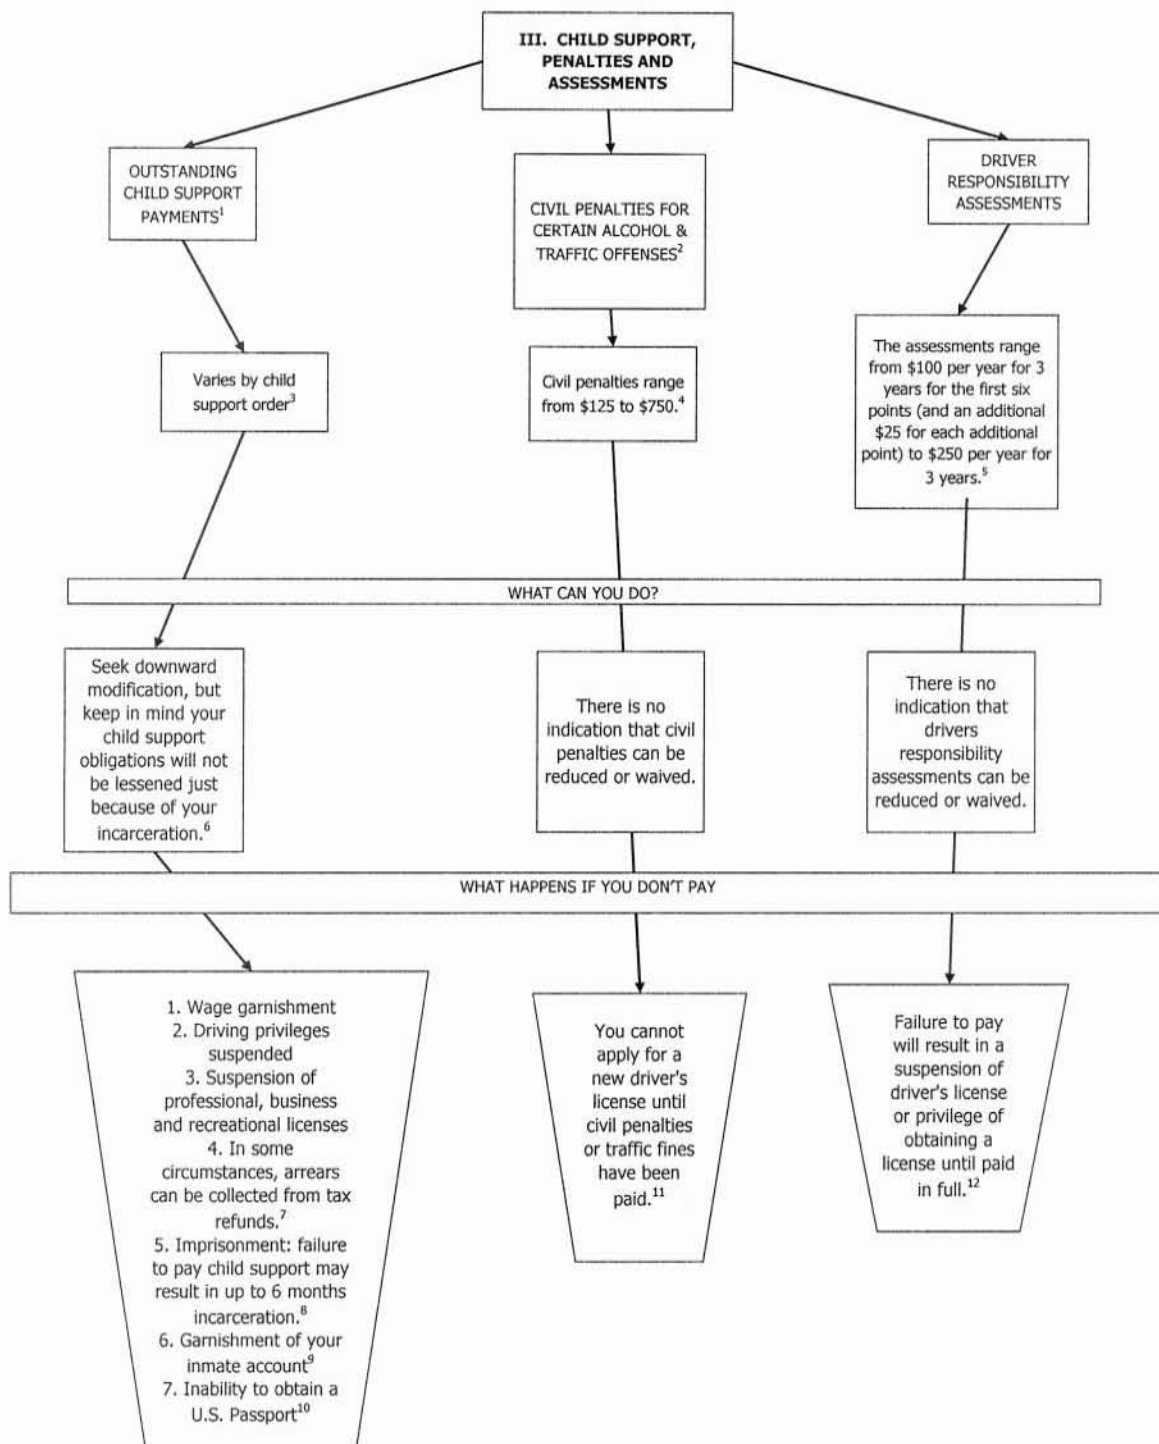 III. CHILD SUPPORT,
PENALTIES AND
ASSESSMENTS
OUTSTANDING
CHILD SUPPORT
PAYMENTS¹
CIVIL PENALTIES FOR
CERTAIN ALCOHOL &
TRAFFIC OFFENSES²
DRIVER
RESPONSIBILITY
ASSESSMENTS
Varies by child
support order³
Civil penalties range
from $125 to $750.⁴
The assessments range
from $100 per year for 3
years for the first six
points (and an additional
$25 for each additional
point) to $250 per year for
3 years.⁵
WHAT CAN YOU DO?
Seek downward
modification, but
keep in mind your
child support
obligations will not
be lessened just
because of your
incarceration.⁶
There is no
indication that civil
penalties can be
reduced or waived.
There is no
indication that
drivers
responsibility
assessments can be
reduced or waived.
WHAT HAPPENS IF YOU DON'T PAY
1. Wage garnishment
2. Driving privileges
suspended
3. Suspension of
professional, business
and recreational licenses
4. In some
circumstances, arrears
can be collected from tax
refunds.⁷
5. Imprisonment: failure
to pay child support may
result in up to 6 months
incarceration.⁸
6. Garnishment of your
inmate account⁹
7. Inability to obtain a
U.S. Passport¹⁰
You cannot
apply for a
new driver's
license until
civil penalties
or traffic fines
have been
paid.¹¹
Failure to pay
will result in a
suspension of
driver's license
or privilege of
obtaining a
license until paid
in full.¹²